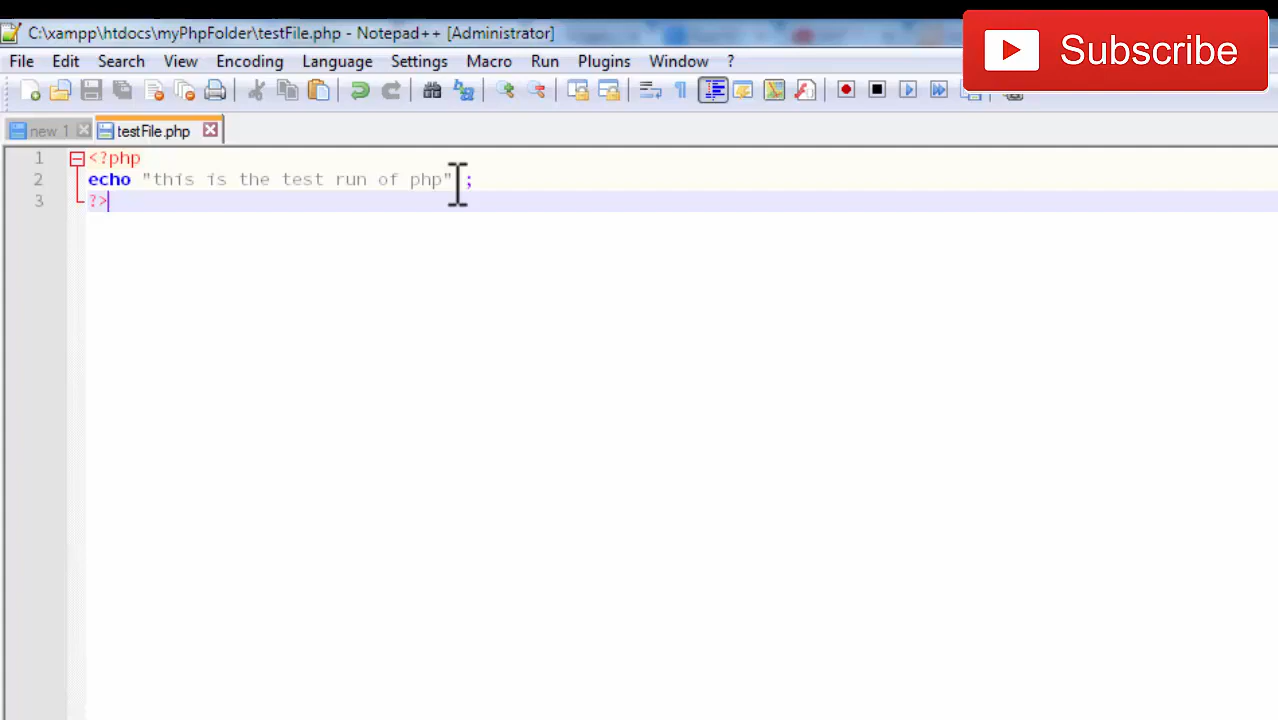 C:\xampp\htdocs\myPhpFolder\testFile.php - Notepad++ [Administrator]
Subscribe
File Edit Search View Encoding Language Settings Macro Run Plugins Window ?
new 1 testFile.php
1 <?php
2 echo "this is the test run of php" ;
3 ?>